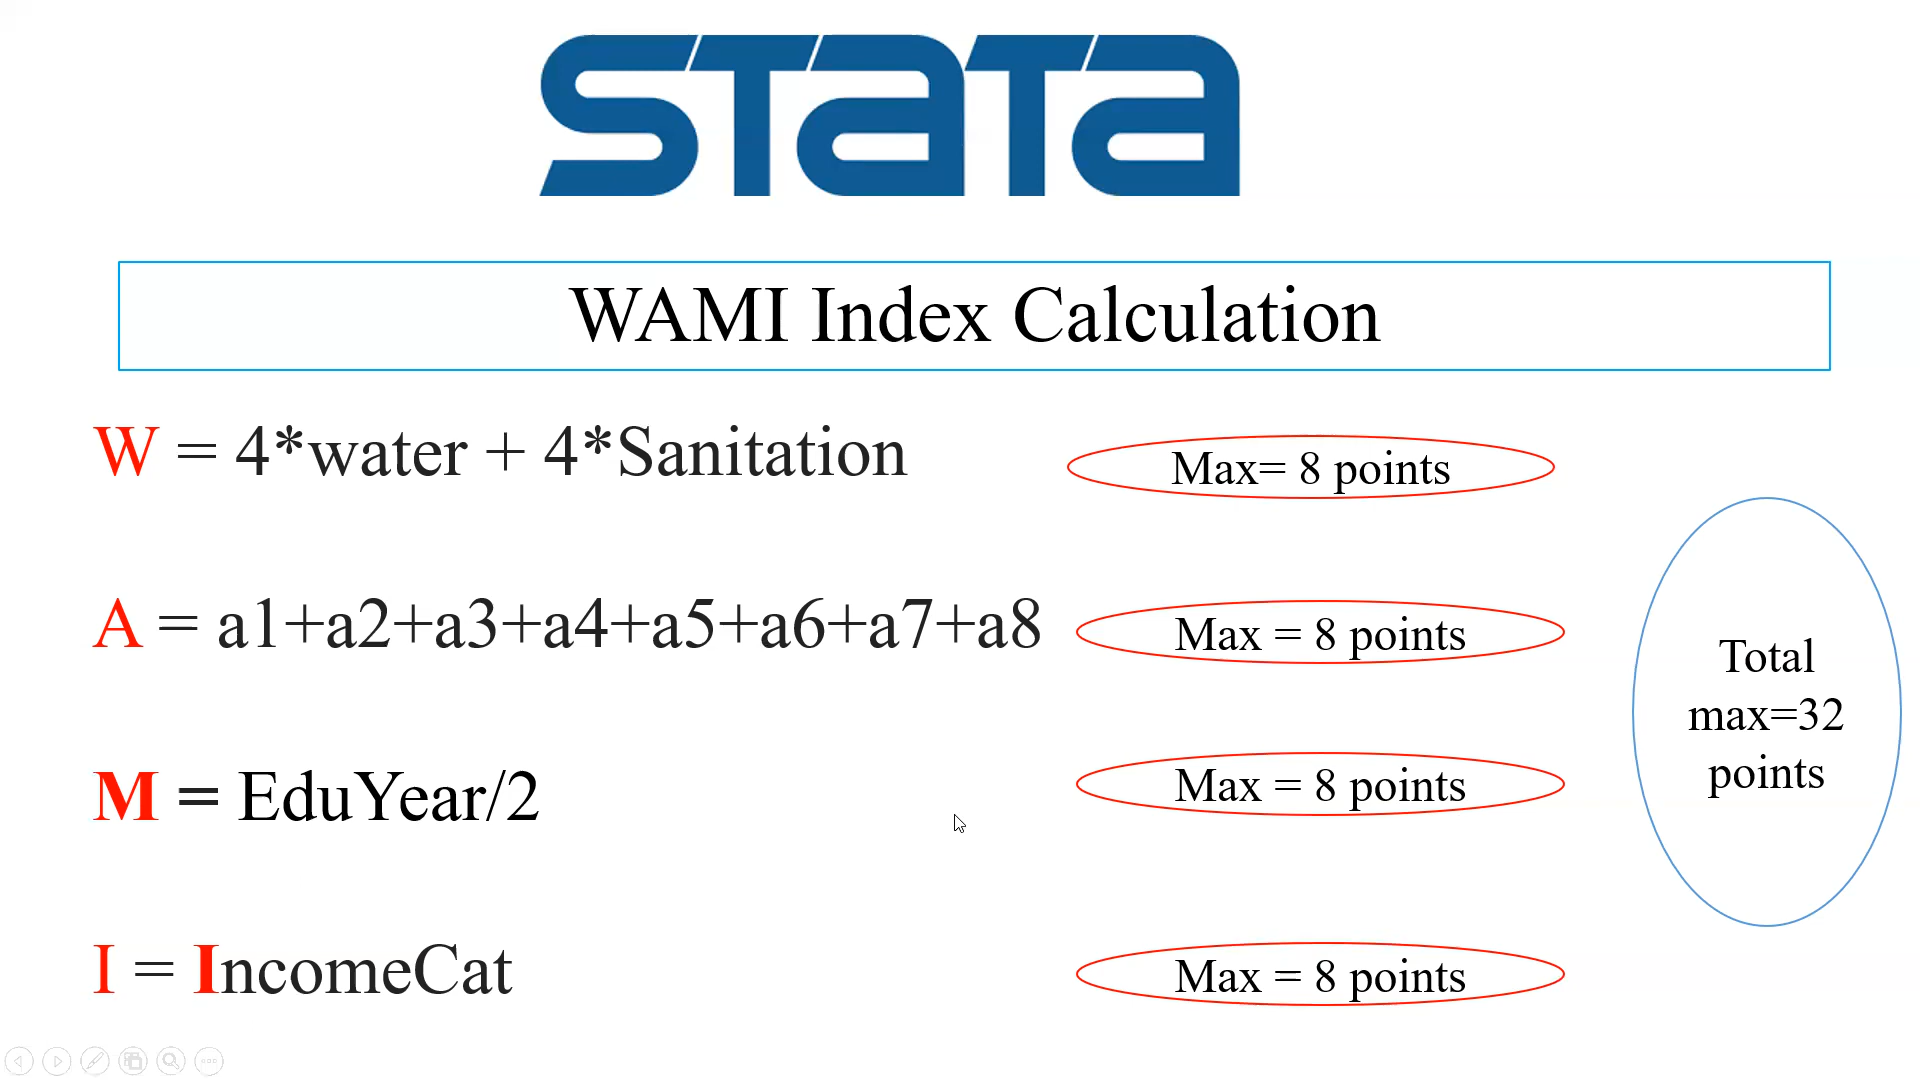 STATA
WAMI Index Calculation
W = 4*water + 4*Sanitation
Max= 8 points
A = a1+a2+a3+a4+a5+a6+a7+a8
Max = 8 points
M = EduYear/2
Max = 8 points
I = IncomeCat
Max = 8 points
Total
max=32
points